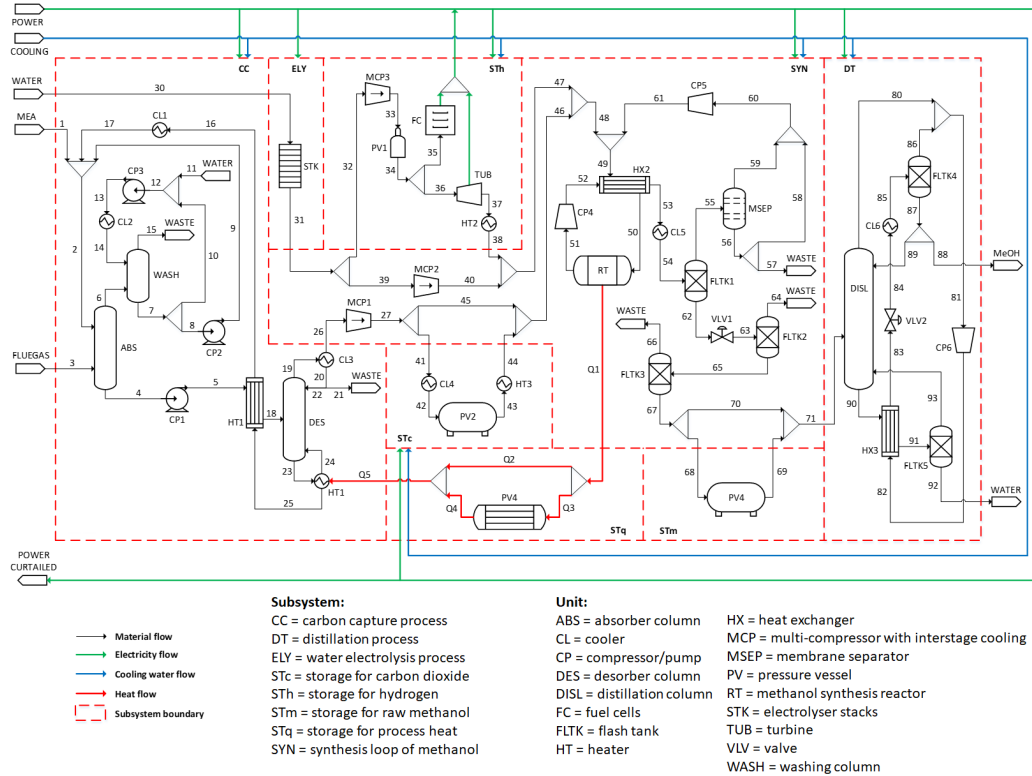 POWER
COOLING
CC
ELY
STh
SYN
DT
WATER
30
MEA
1
17
CL1
16
MCP3
33
PV1
34
32
FC
35
36
TUB
37
HT2
38
47
46
48
61
CP5
60
80
CP3
11
WATER
12
13
CL2
14
15
WASTE
WASH
10
9
2
6
7
8
CP2
STK
31
49
HX2
52
CP4
51
50
RT
53
CL5
54
55
59
MSEP
56
58
57
WASTE
FLTK1
86
FLTK4
85
CL6
87
89
88
MeOH
DISL
84
81
VLV2
CP6
83
ABS
FLUEGAS
3
4
5
CP1
HT1
18
39
MCP2
40
MCP1
26
27
45
CL3
19
20
22
21
WASTE
DES
23
24
HT1
25
41
CL4
42
PV2
43
HT3
44
62
VLV1
63
64
WASTE
FLTK2
65
WASTE
66
FLTK3
67
Q1
70
71
68
69
PV4
93
90
HX3
91
FLTK5
92
82
WATER
STc
Q5
Q2
Q4
Q3
PV4
STq
STm
POWER
CURTAILED
Material flow
Electricity flow
Cooling water flow
Heat flow
Subsystem boundary
Subsystem:
CC = carbon capture process
DT = distillation process
ELY = water electrolysis process
STc = storage for carbon dioxide
STh = storage for hydrogen
STm = storage for raw methanol
STq = storage for process heat
SYN = synthesis loop of methanol
Unit:
ABS = absorber column
CL = cooler
CP = compressor/pump
DES = desorber column
DISL = distillation column
FC = fuel cells
FLTK = flash tank
HT = heater
HX = heat exchanger
MCP = multi-compressor with interstage cooling
MSEP = membrane separator
PV = pressure vessel
RT = methanol synthesis reactor
STK = electrolyser stacks
TUB = turbine
VLV = valve
WASH = washing column